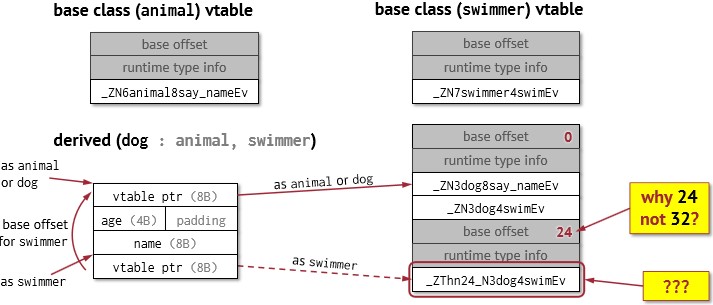 base class (animal) vtable
base offset
runtime type info
_ZN6animal8say_nameEv
base class (swimmer) vtable
base offset
runtime type info
_ZN7swimmer4swimEv
derived (dog : animal, swimmer)
as animal
or dog
base offset
for swimmer
as swimmer
vtable ptr (8B)
age (4B) padding
name (8B)
vtable ptr (8B)
as animal or dog
as swimmer
base offset 0
runtime type info
_ZN3dog8say_nameEv
_ZN3dog4swimEv
base offset 24
runtime type info
_ZThn24_N3dog4swimEv
why 24
not 32?
???